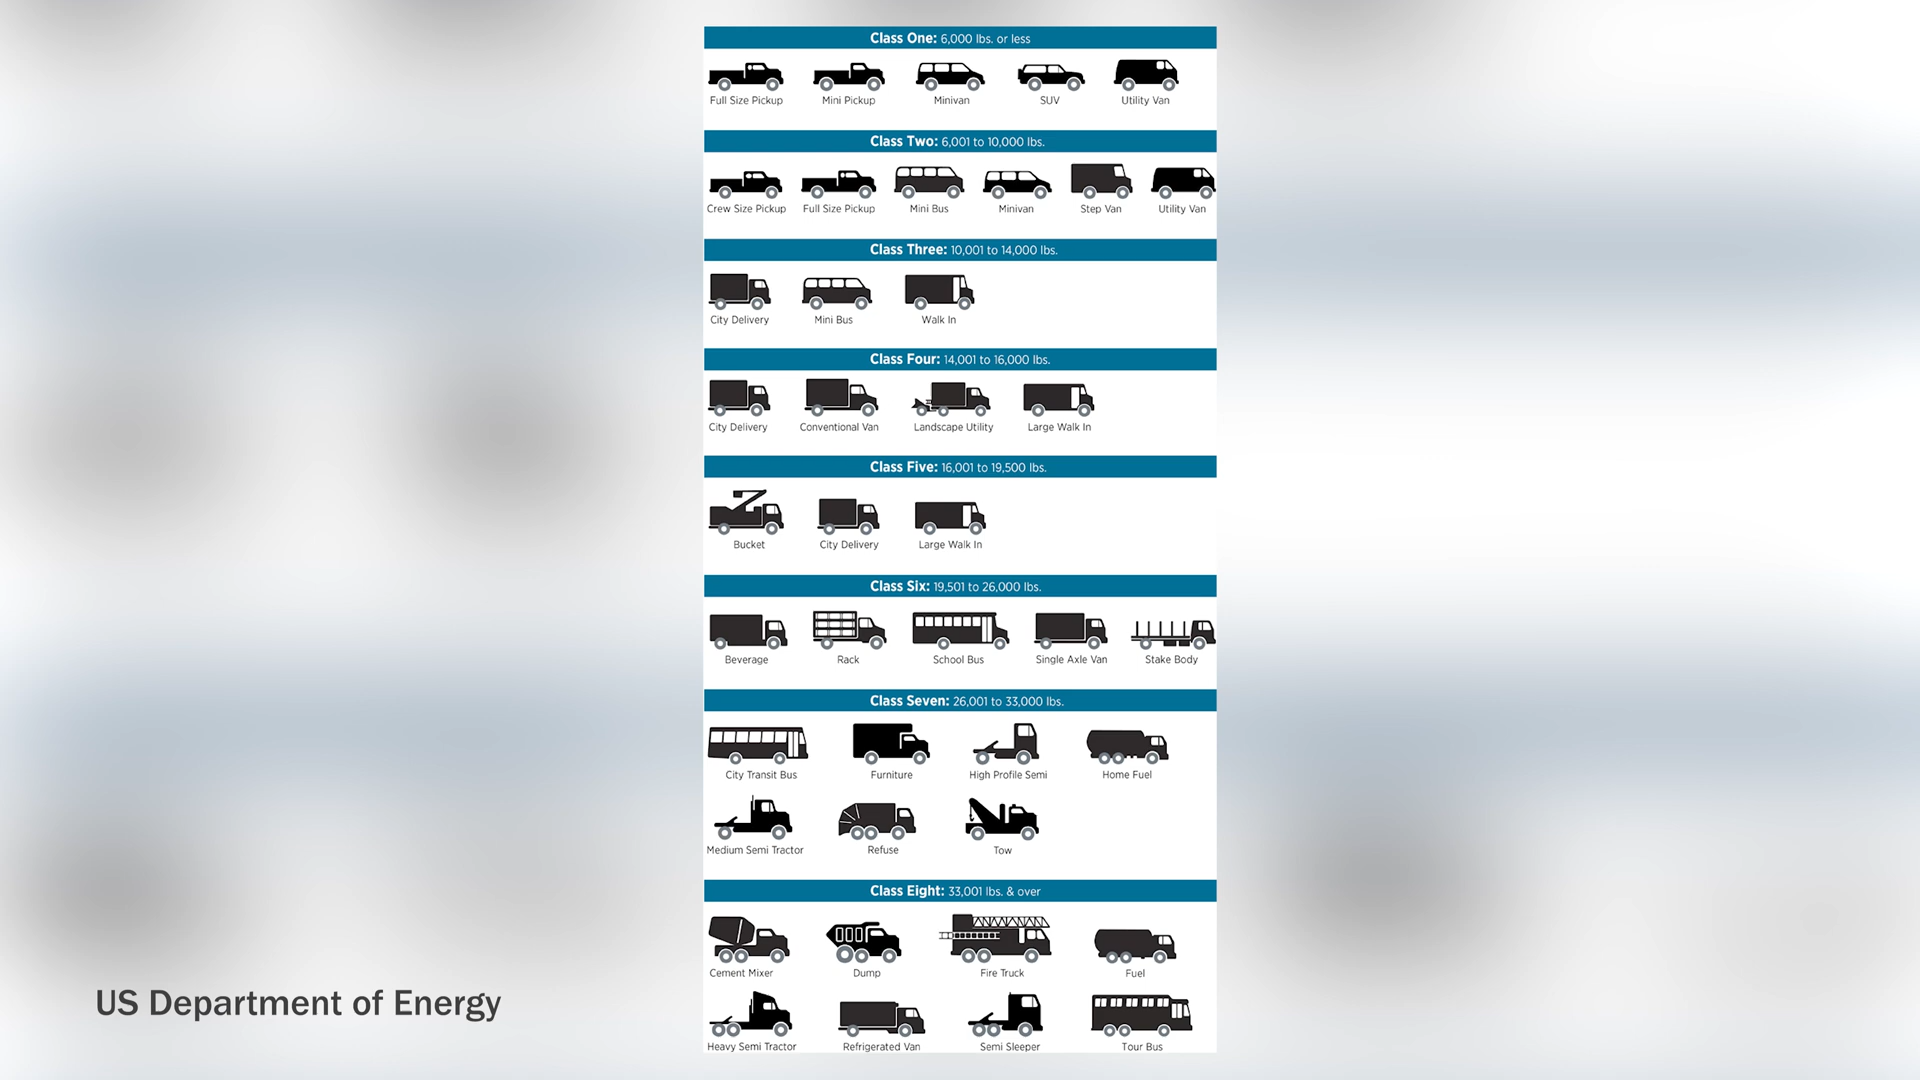 Class One: 6,000 lbs. or less
Full Size Pickup Mini Pickup Minivan SUV Utility Van
Class Two: 6,001 to 10,000 lbs.
Crew Size Pickup Full Size Pickup Mini Bus Minivan Step Van Utility Van
Class Three: 10,001 to 14,000 lbs.
City Delivery Mini Bus Walk In
Class Four: 14,001 to 16,000 lbs.
City Delivery Conventional Van Landscape Utility Large Walk In
Class Five: 16,001 to 19,500 lbs.
Bucket City Delivery Large Walk In
Class Six: 19,501 to 26,000 lbs.
Beverage Rack School Bus Single Axle Van Stake Body
Class Seven: 26,001 to 33,000 lbs.
City Transit Bus Furniture High Profile Semi Home Fuel
Medium Semi Tractor Refuse Tow
Class Eight: 33,001 lbs. & over
Cement Mixer Dump Fire Truck Fuel
Heavy Semi Tractor Refrigerated Van Semi Sleeper Tour Bus
US Department of Energy